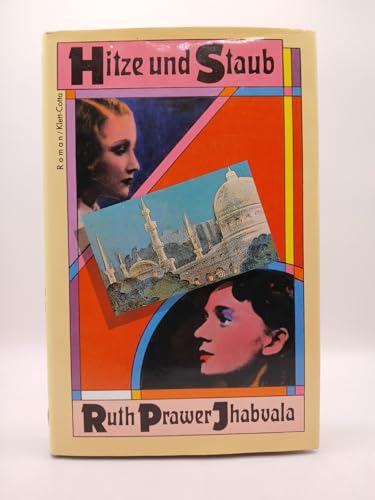 Hitze und Staub
Roman/Klett-Cotta
Ruth Prawer Jhabvala